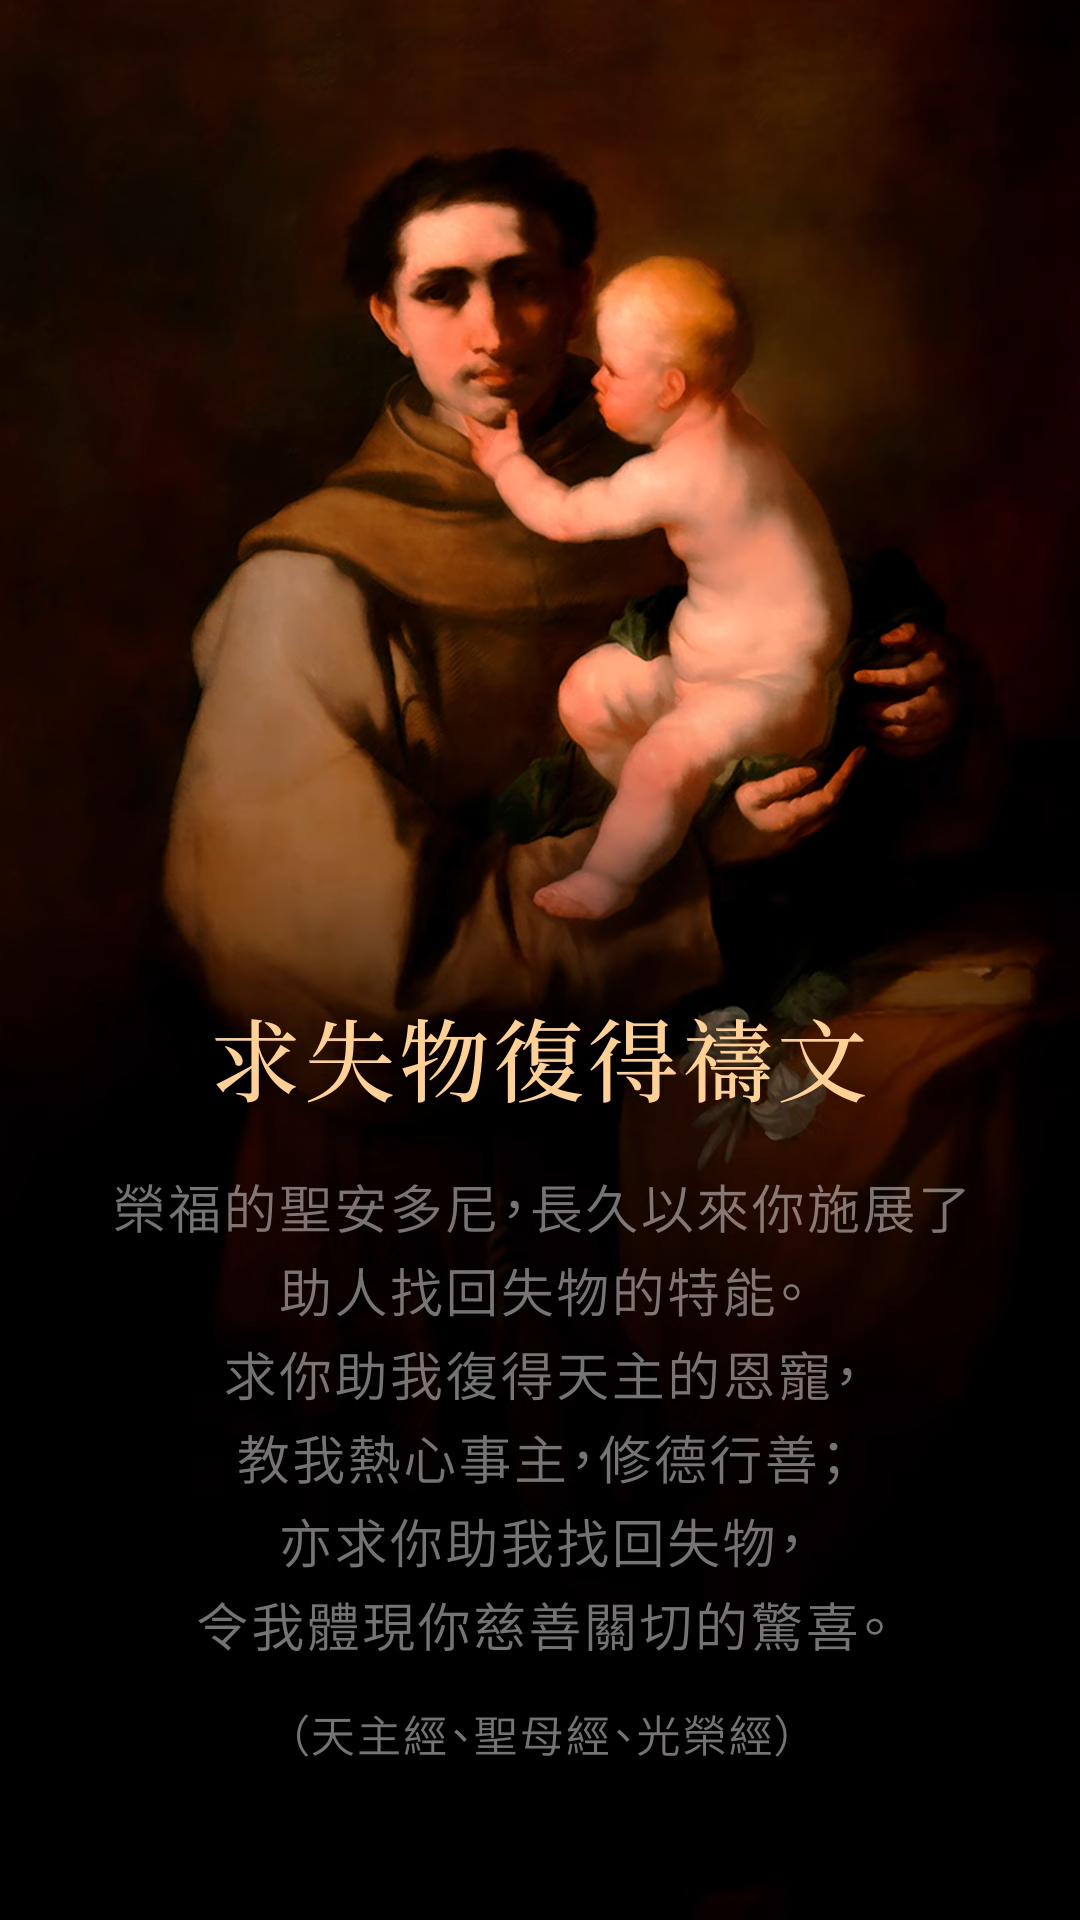 求失物復得禱文
榮福的聖安多尼，長久以來你施展了
助人找回失物的特能。
求你助我復得天主的恩寵，
教我熱心事主，修德行善；
亦求你助我找回失物，
令我體現你慈善關切的驚喜。
（天主經、聖母經、光榮經）